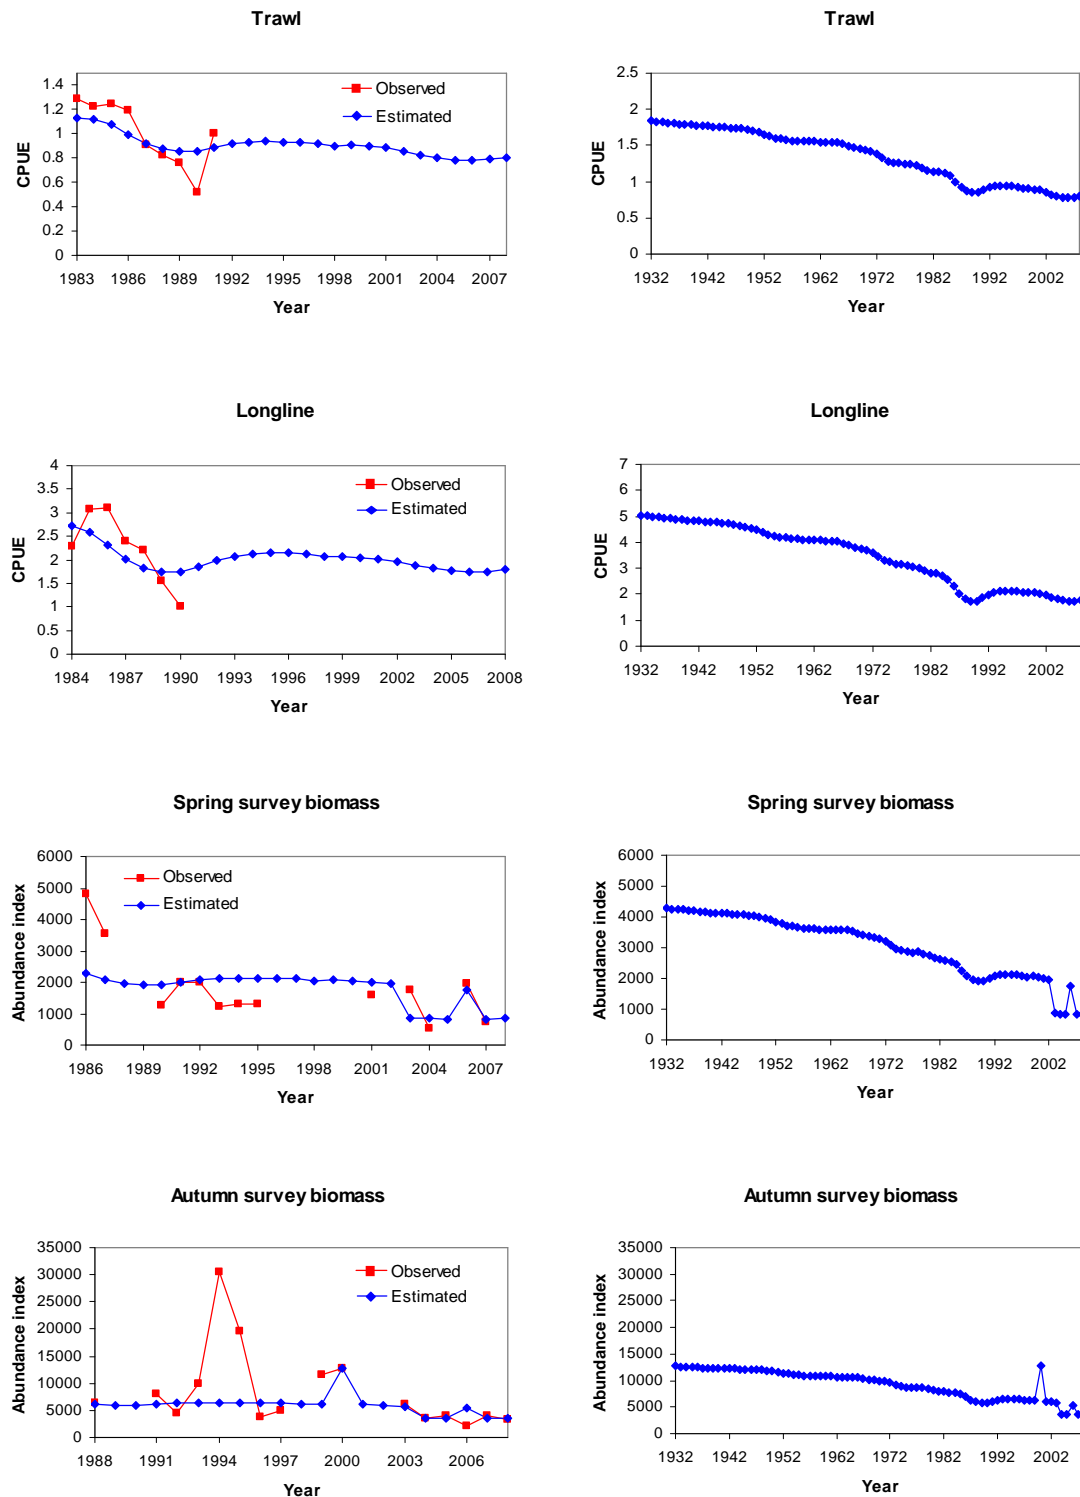 Trawl
1.4
1.2
1
0.8
0.6
0.4
0.2
0
CPUE
Observed
Estimated
1983 1986 1989 1992 1995 1998 2001 2004 2007
Year
Trawl
2.5
2
1.5
1
0.5
0
CPUE
1932 1942 1952 1962 1972 1982 1992 2002
Year
Longline
4
3.5
3
2.5
2
1.5
1
0.5
0
CPUE
Observed
Estimated
1984 1987 1990 1993 1996 1999 2002 2005 2008
Year
Longline
7
6
5
4
3
2
1
0
CPUE
1932 1942 1952 1962 1972 1982 1992 2002
Year
Spring survey biomass
6000
5000
4000
3000
2000
1000
0
Abundance index
Observed
Estimated
1986 1989 1992 1995 1998 2001 2004 2007
Year
Spring survey biomass
6000
5000
4000
3000
2000
1000
0
Abundance index
1932 1942 1952 1962 1972 1982 1992 2002
Year
Autumn survey biomass
35000
30000
25000
20000
15000
10000
5000
0
Abundance index
Observed
Estimated
1988 1991 1994 1997 2000 2003 2006
Year
Autumn survey biomass
35000
30000
25000
20000
15000
10000
5000
0
Abundance index
1932 1942 1952 1962 1972 1982 1992 2002
Year